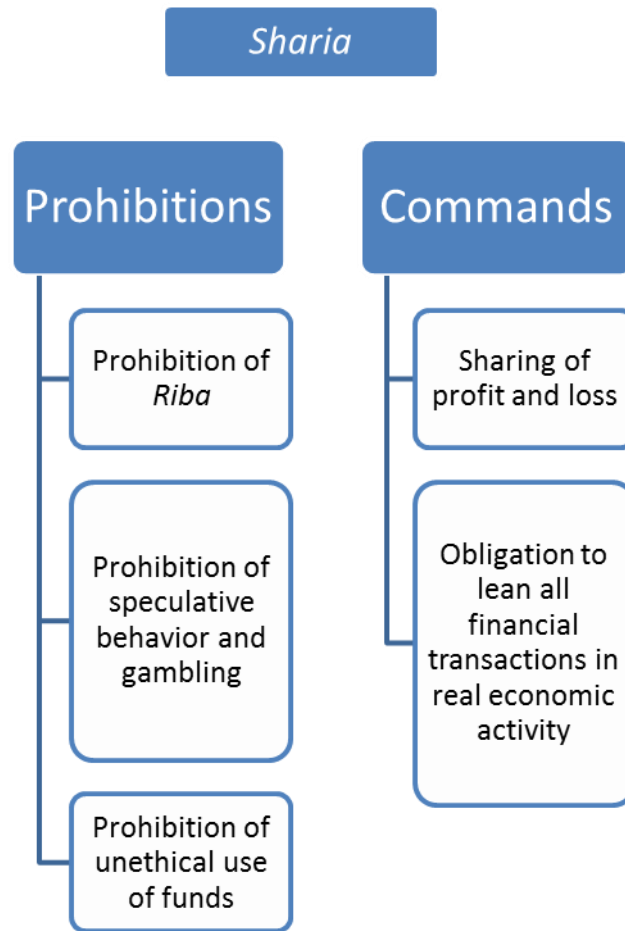 Sharia
Prohibitions
Prohibition of
Riba
Prohibition of
speculative
behavior and
gambling
Prohibition of
unethical use
of funds
Commands
Sharing of
profit and loss
Obligation to
lean all
financial
transactions in
real economic
activity